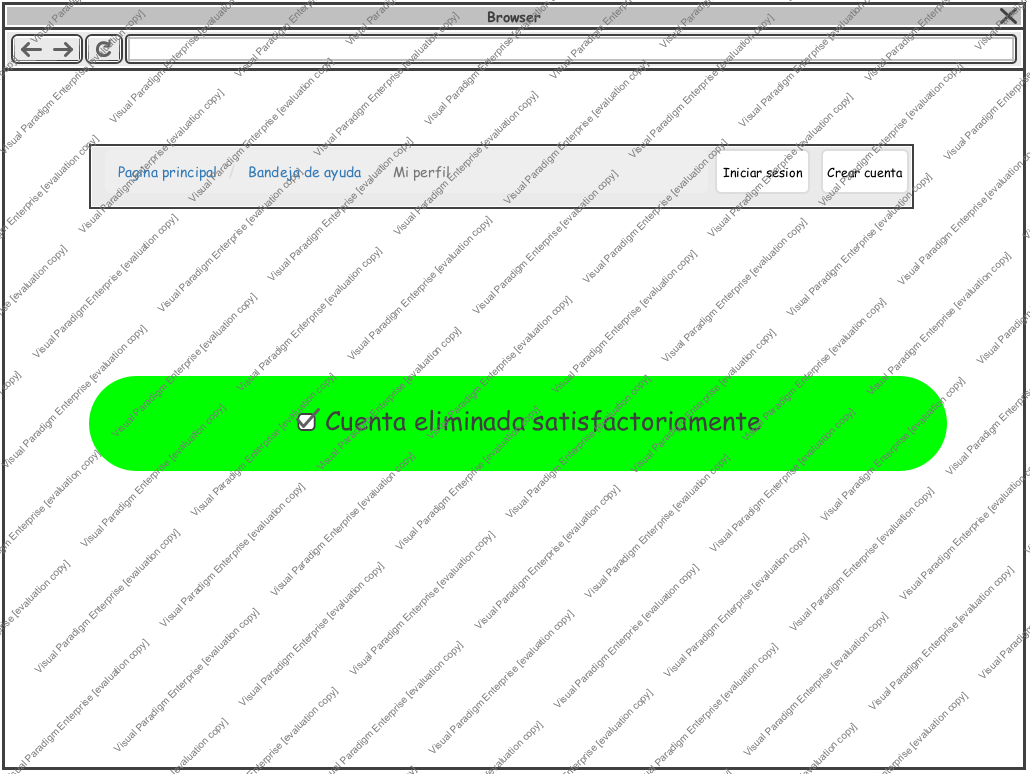 Browser
Pagina principal / Bandeja de ayuda Mi perfil Iniciar sesion Crear cuenta
Cuenta eliminada satisfactoriamente
Visual Paradigm Enterprise [evaluation copy]